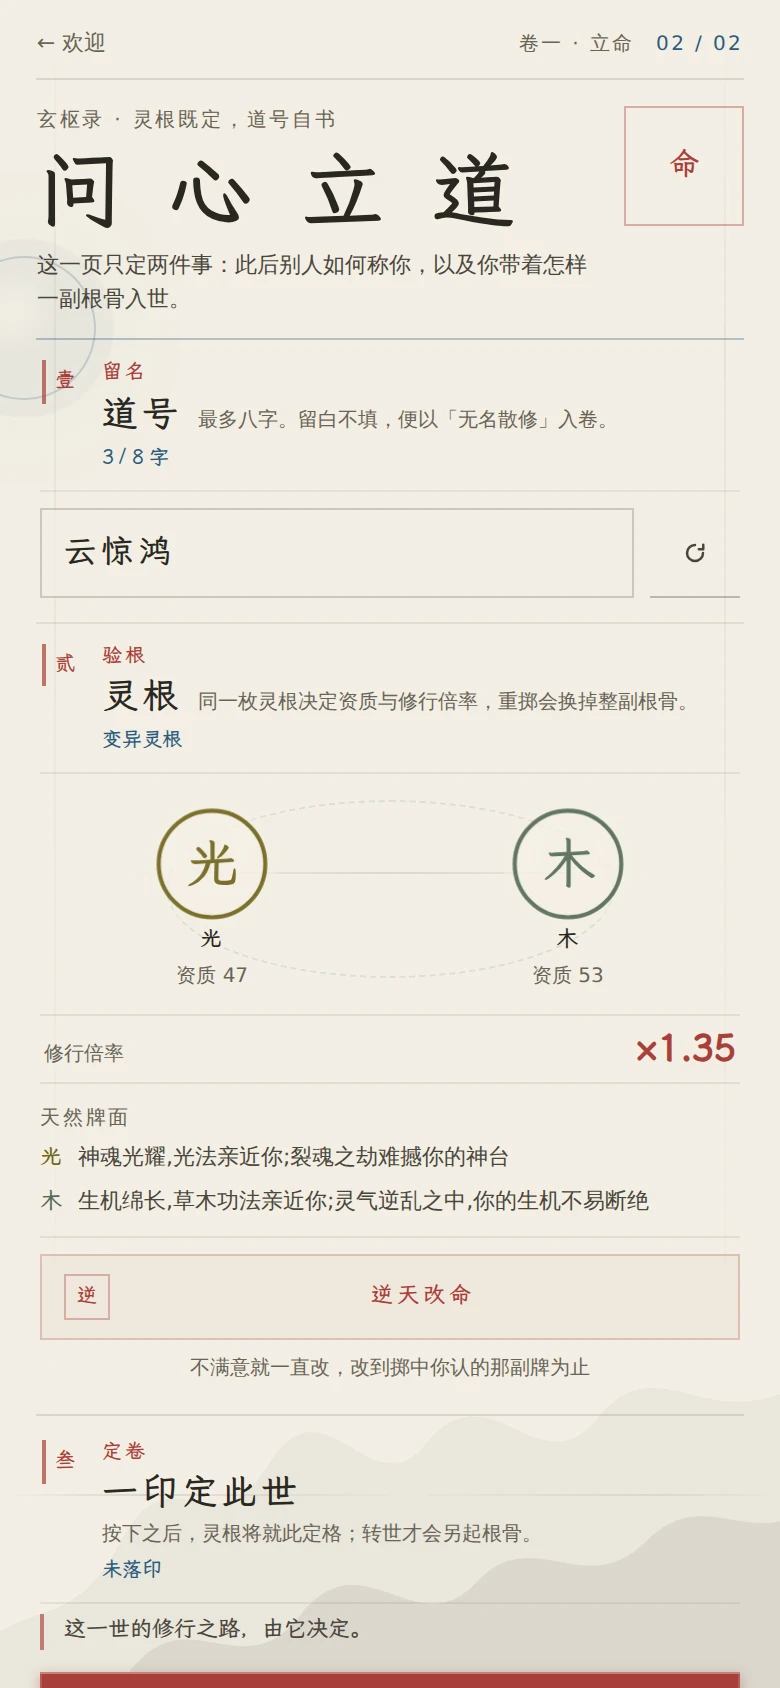 ← 欢迎
卷一 · 立命 02 / 02
玄枢录 · 灵根既定，道号自书
命
问心立道
这一页只定两件事：此后别人如何称你，以及你带着怎样
一副根骨入世。
壹 留名
道号 最多八字。留白不填，便以「无名散修」入卷。
3 / 8 字
云惊鸿
贰 验根
灵根 同一枚灵根决定资质与修行倍率，重掷会换掉整副根骨。
变异灵根
光 木
光 木
资质 47 资质 53
修行倍率 ×1.35
天然牌面
光 神魂光耀,光法亲近你;裂魂之劫难撼你的神台
木 生机绵长,草木功法亲近你;灵气逆乱之中,你的生机不易断绝
逆 逆天改命
不满意就一直改，改到掷中你认的那副牌为止
叁 定卷
一印定此世
按下之后，灵根将就此定格；转世才会另起根骨。
未落印
这一世的修行之路，由它决定。